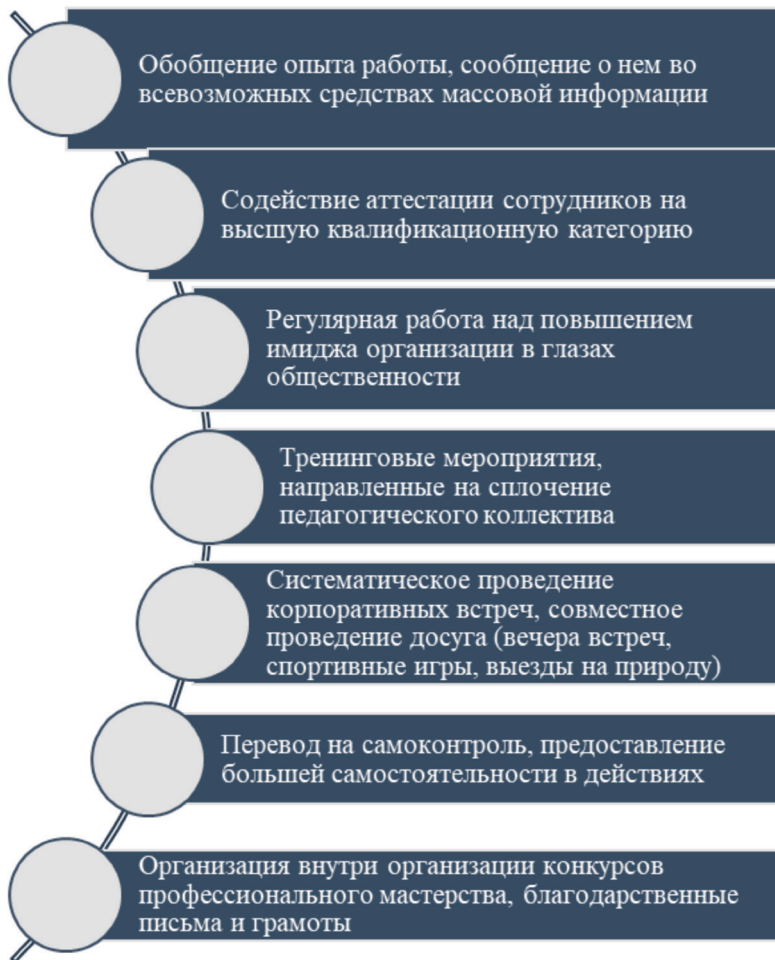 Обобщение опыта работы, сообщение о нем во
всевозможных средствах массовой информации
Содействие аттестации сотрудников на
высшую квалификационную категорию
Регулярная работа над повышением
имиджа организации в глазах
общественности
Тренинговые мероприятия,
направленные на сплочение
педагогического коллектива
Систематическое проведение
корпоративных встреч, совместное
проведение досуга (вечера встреч,
спортивные игры, выезды на природу)
Перевод на самоконтроль, предоставление
большей самостоятельности в действиях
Организация внутри организации конкурсов
профессионального мастерства, благодарственные
письма и грамоты